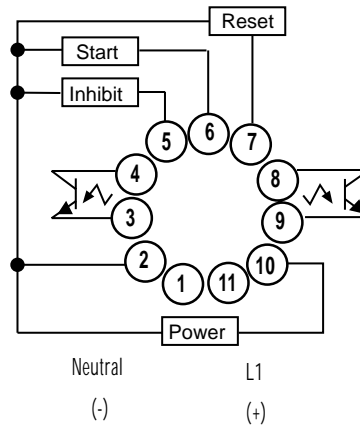 Reset
Start
Inhibit
5
6
7
4
8
3
9
2
10
1
11
Power
Neutral
L1
(-)
(+)